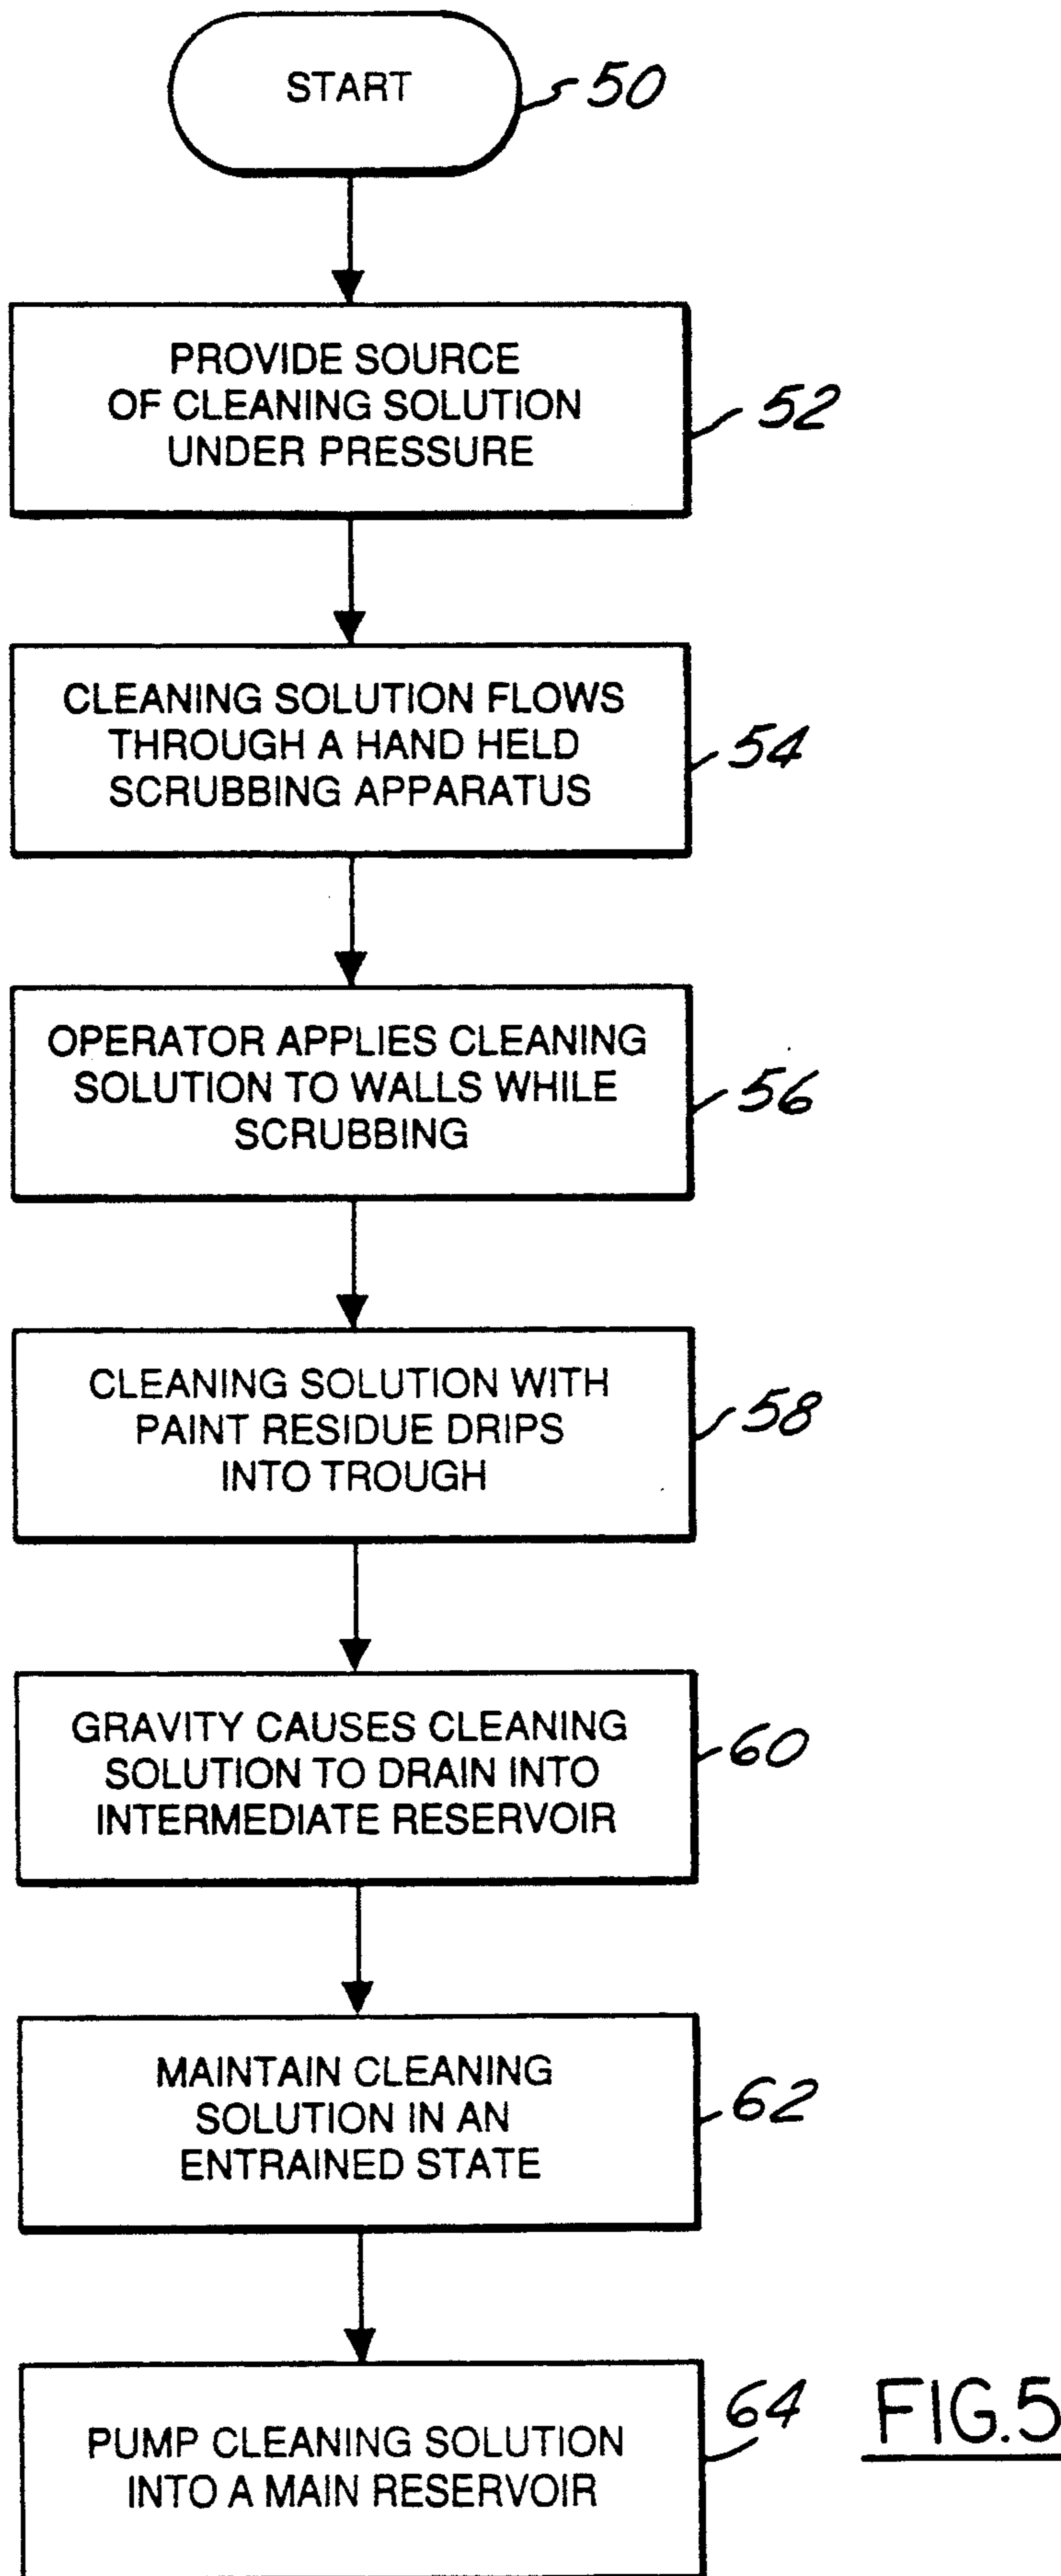 START
50
PROVIDE SOURCE
OF CLEANING SOLUTION
UNDER PRESSURE
52
CLEANING SOLUTION FLOWS
THROUGH A HAND HELD
SCRUBBING APPARATUS
54
OPERATOR APPLIES CLEANING
SOLUTION TO WALLS WHILE
SCRUBBING
56
CLEANING SOLUTION WITH
PAINT RESIDUE DRIPS
INTO TROUGH
58
GRAVITY CAUSES CLEANING
SOLUTION TO DRAIN INTO
INTERMEDIATE RESERVOIR
60
MAINTAIN CLEANING
SOLUTION IN AN
ENTRAINED STATE
62
PUMP CLEANING SOLUTION
INTO A MAIN RESERVOIR
64
FIG.5